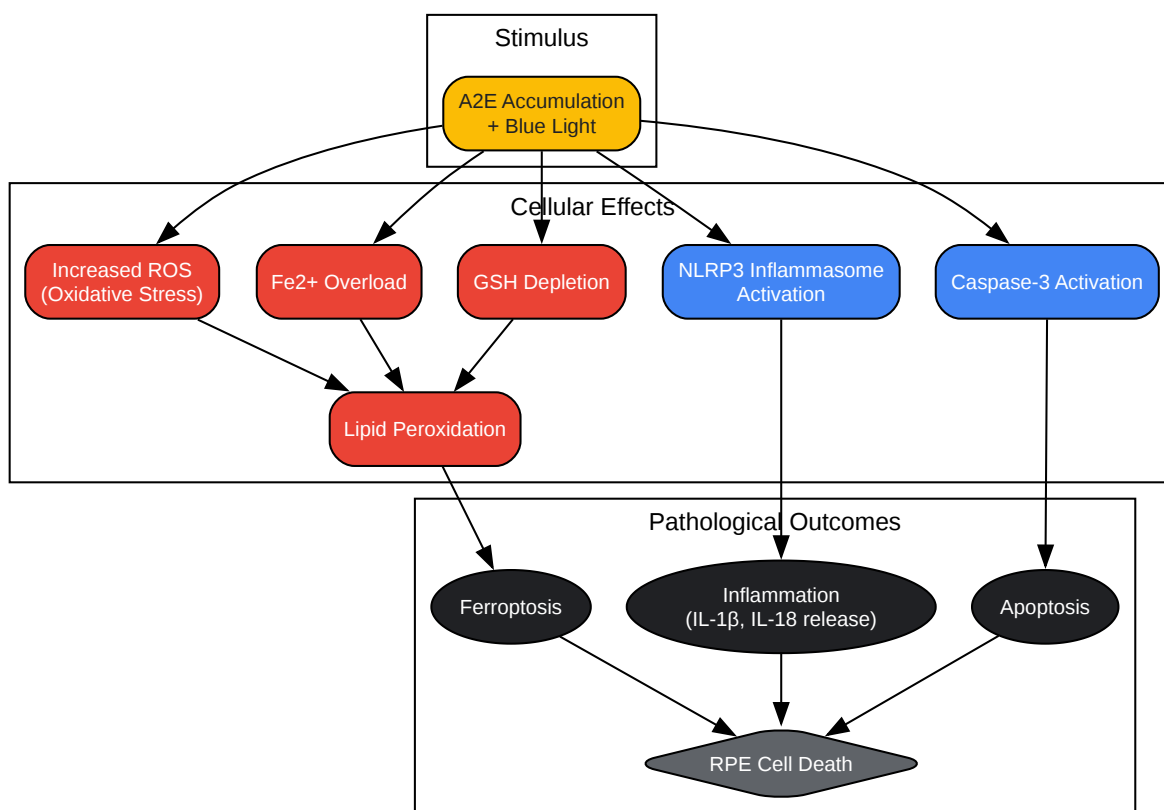 Stimulus
A2E Accumulation
+ Blue Light
Cellular Effects
Increased ROS
(Oxidative Stress)
Fe2+ Overload
GSH Depletion
NLRP3 Inflammasome
Activation
Caspase-3 Activation
Lipid Peroxidation
Pathological Outcomes
Ferroptosis
Inflammation
(IL-1β, IL-18 release)
Apoptosis
RPE Cell Death